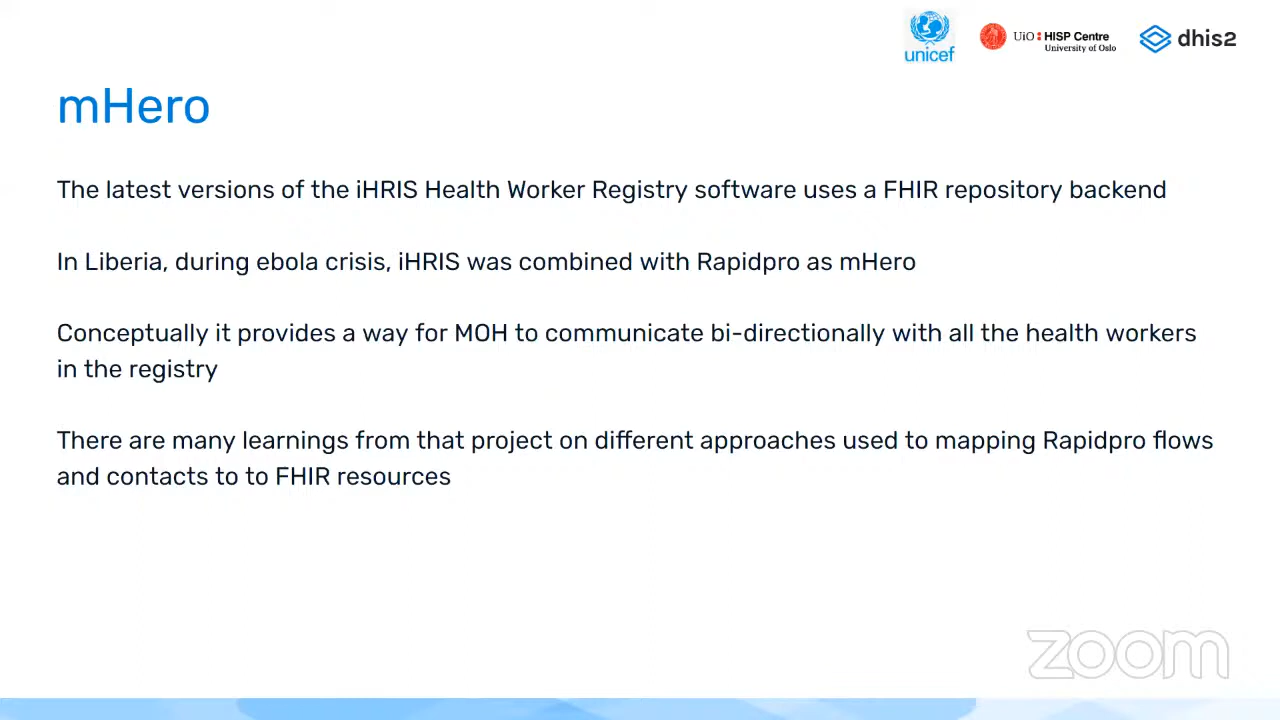 unicef
UiO HISP Centre
University of Oslo
dhis2
mHero
The latest versions of the iHRIS Health Worker Registry software uses a FHIR repository backend
In Liberia, during ebola crisis, iHRIS was combined with Rapidpro as mHero
Conceptually it provides a way for MOH to communicate bi-directionally with all the health workers
in the registry
There are many learnings from that project on different approaches used to mapping Rapidpro flows
and contacts to to FHIR resources
zoom